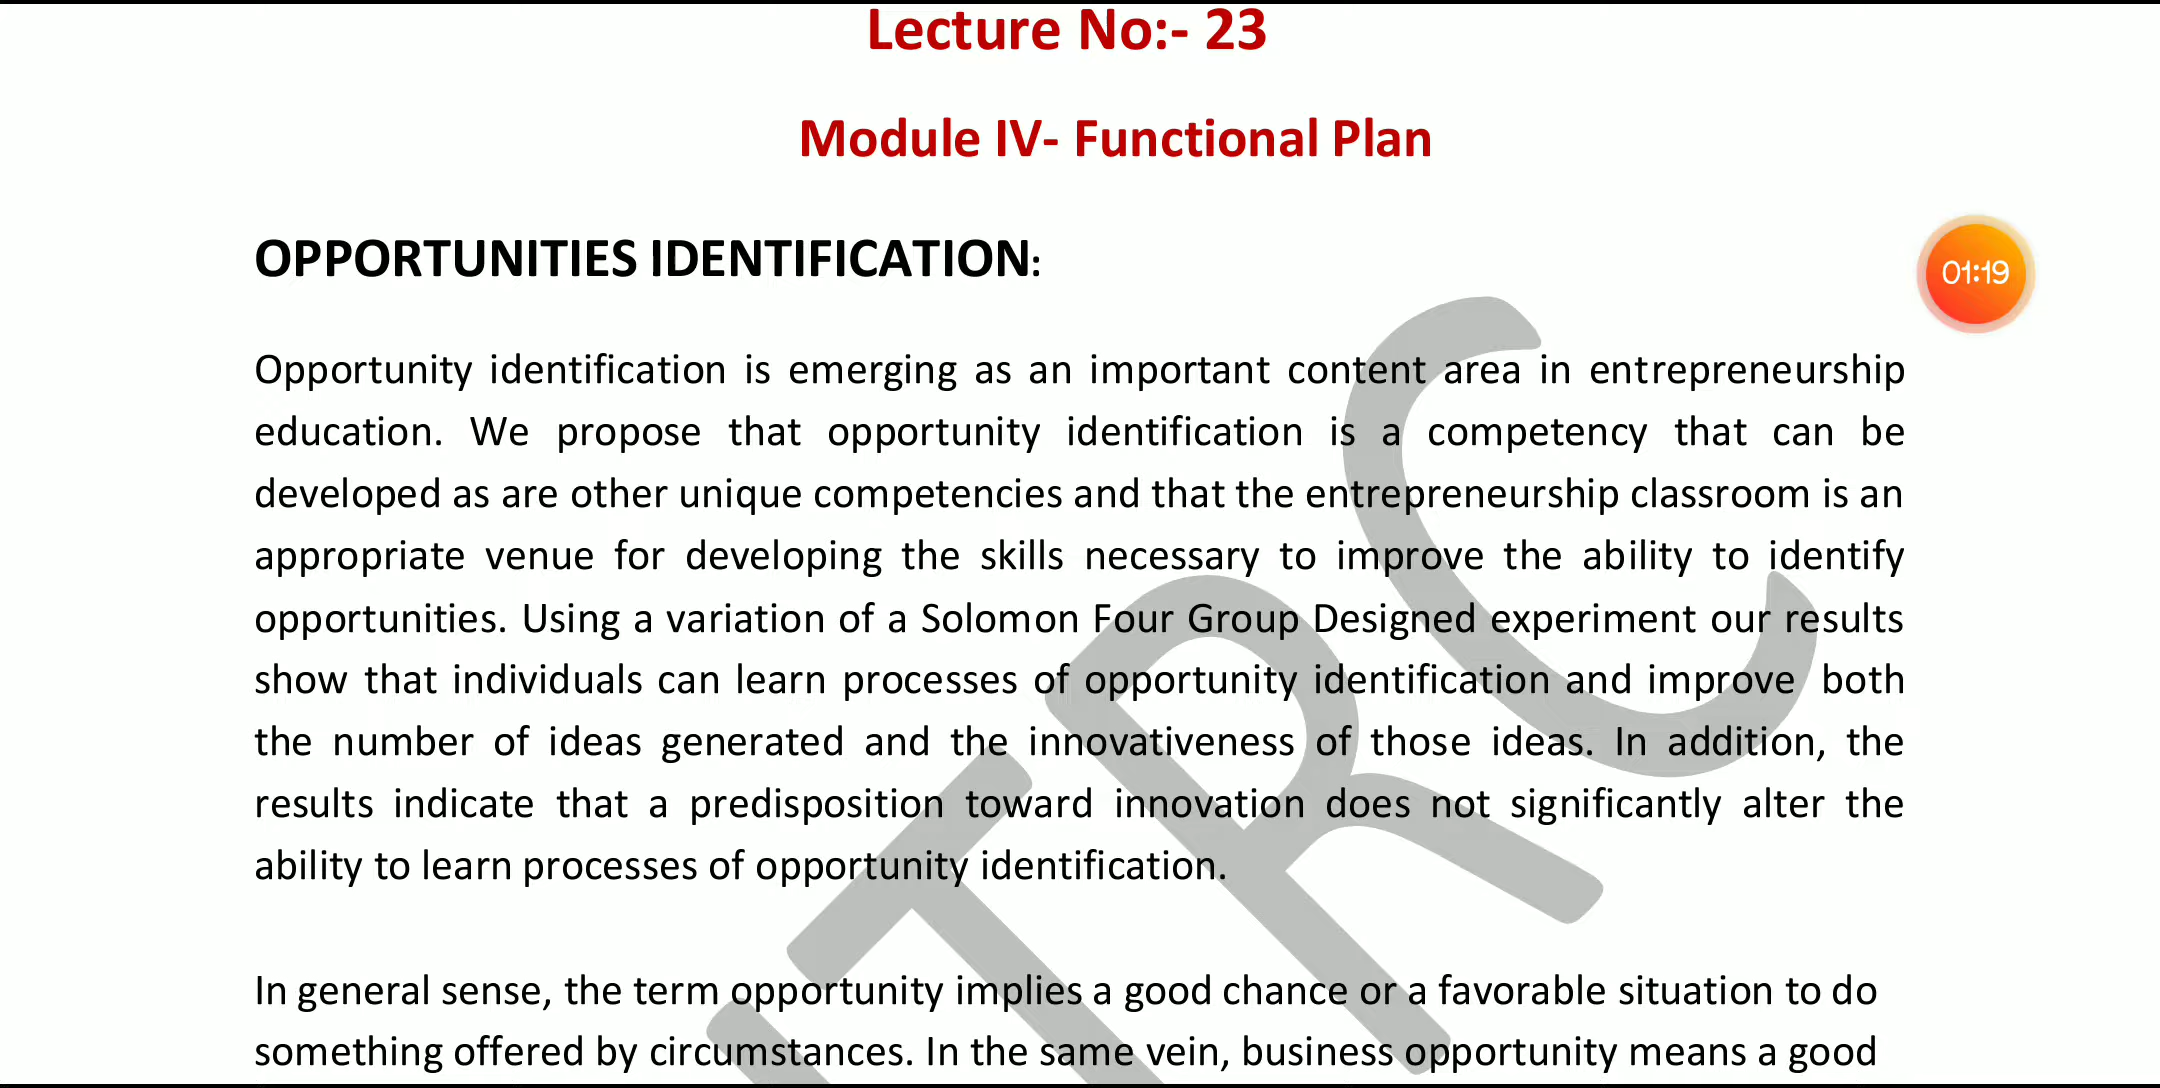 Lecture No:- 23
Module IV- Functional Plan
OPPORTUNITIES IDENTIFICATION:
01:19
Opportunity identification is emerging as an important content area in entrepreneurship
education. We propose that opportunity identification is a competency that can be
developed as are other unique competencies and that the entrepreneurship classroom is an
appropriate venue for developing the skills necessary to improve the ability to identify
opportunities. Using a variation of a Solomon Four Group Designed experiment our results
show that individuals can learn processes of opportunity identification and improve both
the number of ideas generated and the innovativeness of those ideas. In addition, the
results indicate that a predisposition toward innovation does not significantly alter the
ability to learn processes of opportunity identification.
In general sense, the term opportunity implies a good chance or a favorable situation to do
something offered by circumstances. In the same vein, business opportunity means a good
TRC